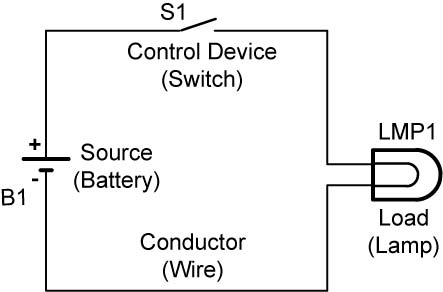 S1
Control Device
(Switch)
LMP1
+
Source
(Battery)
-
B1
Load
(Lamp)
Conductor
(Wire)